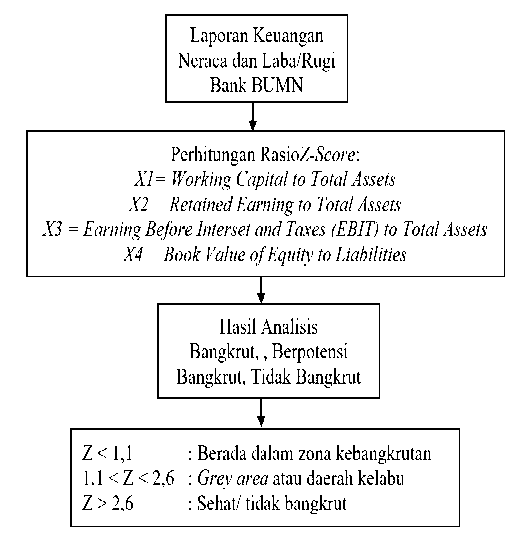 Laporan Keuangan
Neraca dan Laba/Rugi
Bank BUMN
Perhitungan RasioZ-Score:
X1= Working Capital to Total Assets
X2 Retained Earning to Total Assets
X3 = Earning Before Interset and Taxes (EBIT) to Total Assets
X4 Book Value of Equity to Liabilities
Hasil Analisis
Bangkrut, , Berpotensi
Bangkrut, Tidak Bangkrut
Z < 1,1 : Berada dalam zona kebangkrutan
1.1 < Z < 2,6 : Grey area atau daerah kelabu
Z > 2,6 : Sehat/ tidak bangkrut